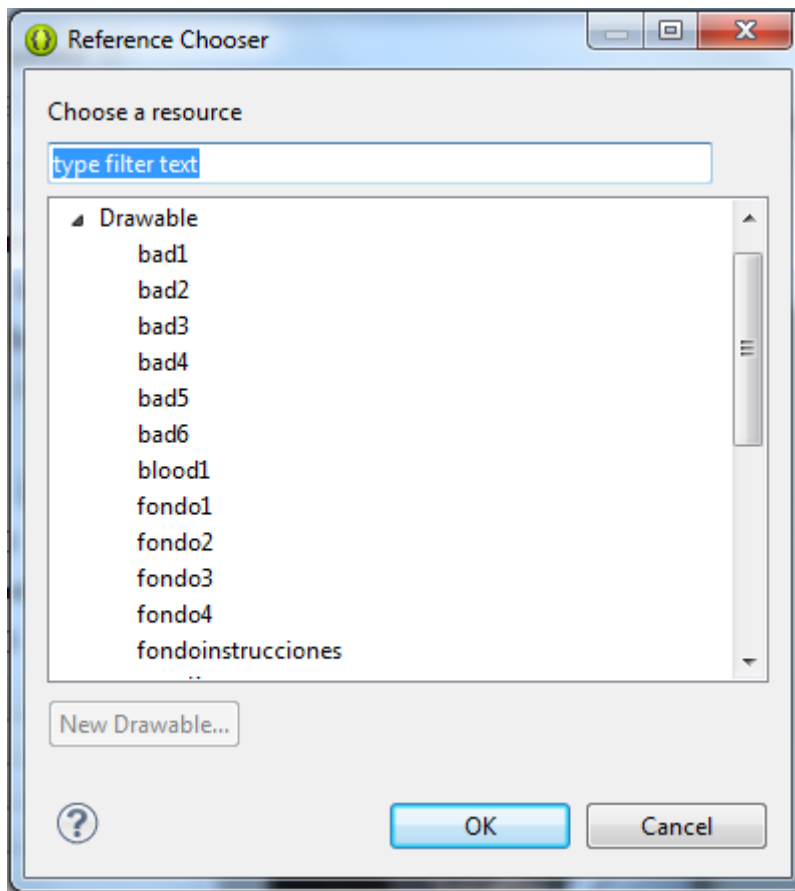 Reference Chooser
Choose a resource
type filter text
Drawable
bad1
bad2
bad3
bad4
bad5
bad6
blood1
fondo1
fondo2
fondo3
fondo4
fondoinstrucciones
New Drawable...
OK
Cancel